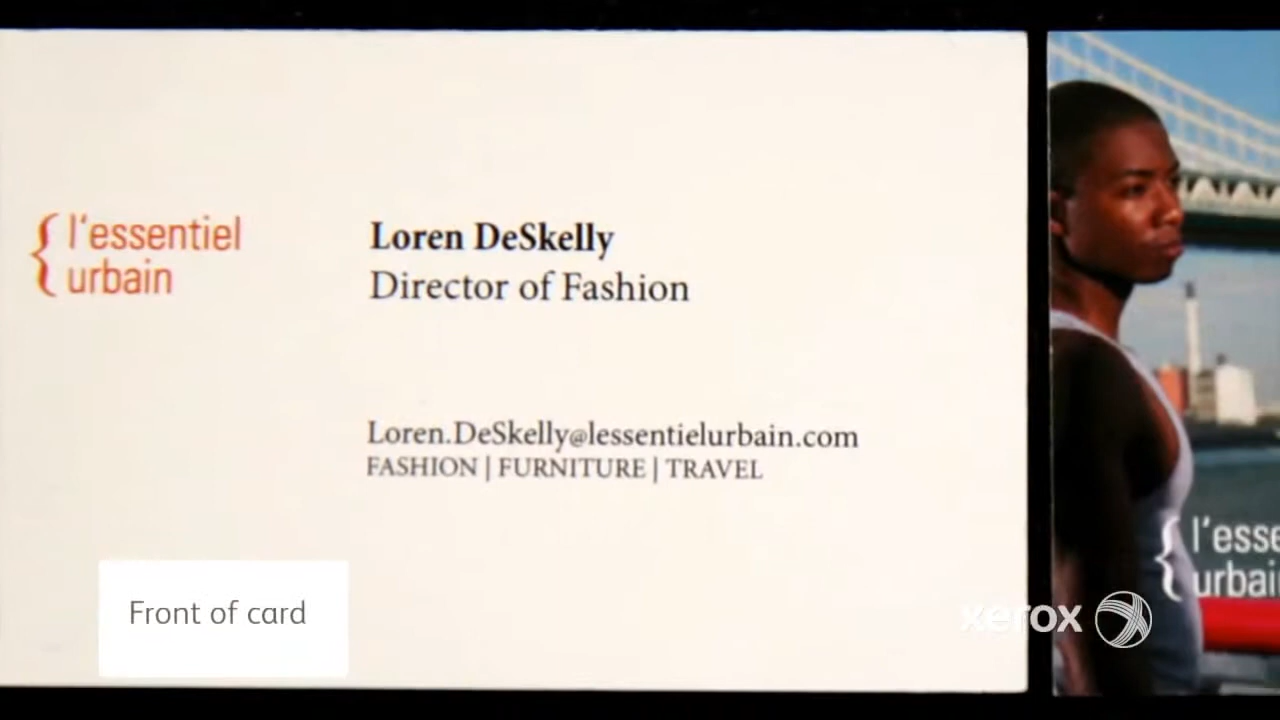 l'essentiel
urbain
Loren DeSkelly
Director of Fashion
Loren.DeSkelly@lessentielurbain.com
FASHION | FURNITURE | TRAVEL
Front of card
l'esse
urbai
xerox